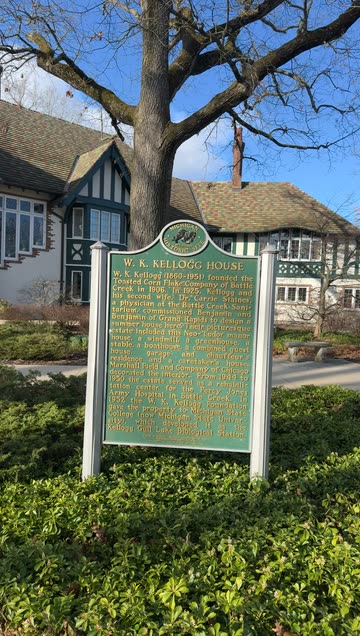 MICHIGAN
HISTORIC SITE
W. K. KELLOGG HOUSE
W. K. Kellogg (1860-1951) founded the
Toasted Corn Flake Company of Battle
Creek in 1906. In 1925, Kellogg and
his second wife, Dr. Carrie Staines,
a physician at the Battle Creek Sani-
tarium, commissioned Benjamin and
Benjamin of Grand Rapids to design a
summer house here. Their picturesque
estate included this Neo-Tudor manor
house, a windmill, a greenhouse, a
stable, a boathouse, a combined guest
house, garage and chauffeur's
residence, and a caretaker's house.
Marshall Field and Company of Chicago
decorated the interior. From 1944 to
1950 the estate served as a rehabili-
tation center for the Percy Jones
Army Hospital in Battle Creek. In
1952 the W. K. Kellogg Foundation
gave the property to Michigan State
College (now Michigan State Univer-
sity), which developed it as the
Kellogg Gull Lake Biological Station.